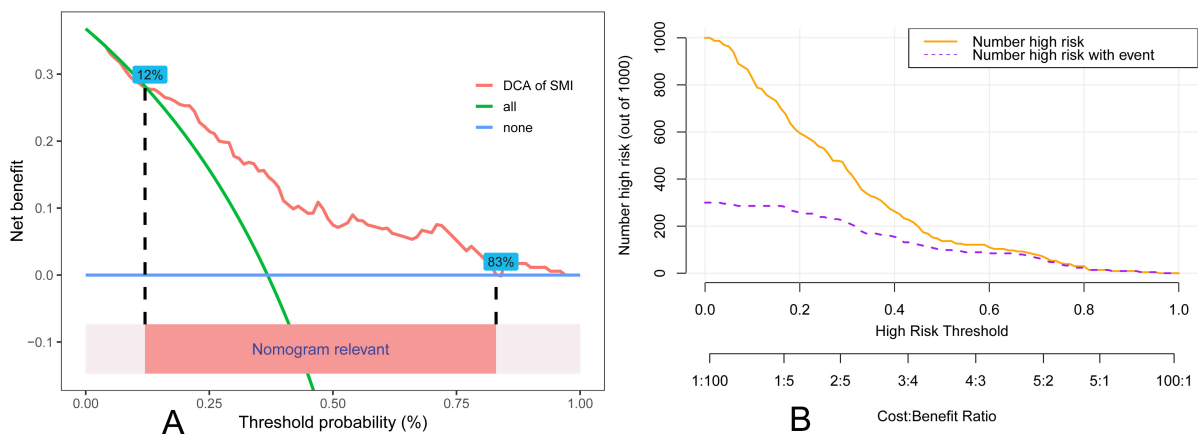 0.3
0.2
0.1
0.0
−0.1
Net benefit
12%
83%
DCA of SMI
all
none
Nomogram relevant
0.00
0.25
0.50
0.75
1.00
Threshold probability (%)
A
Number high risk (out of 1000)
0
200
400
600
800
1000
Number high risk
Number high risk with event
0.0
0.2
0.4
0.6
0.8
1.0
High Risk Threshold
1:100
1:5
2:5
3:4
4:3
5:2
5:1
100:1
Cost:Benefit Ratio
B